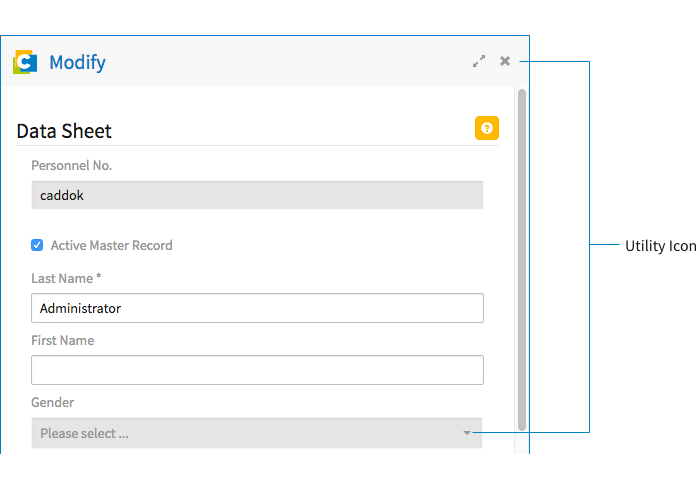 Modify
Data Sheet
Personnel No.
caddok
Active Master Record
Last Name *
Administrator
First Name
Gender
Please select ...
Utility Icon